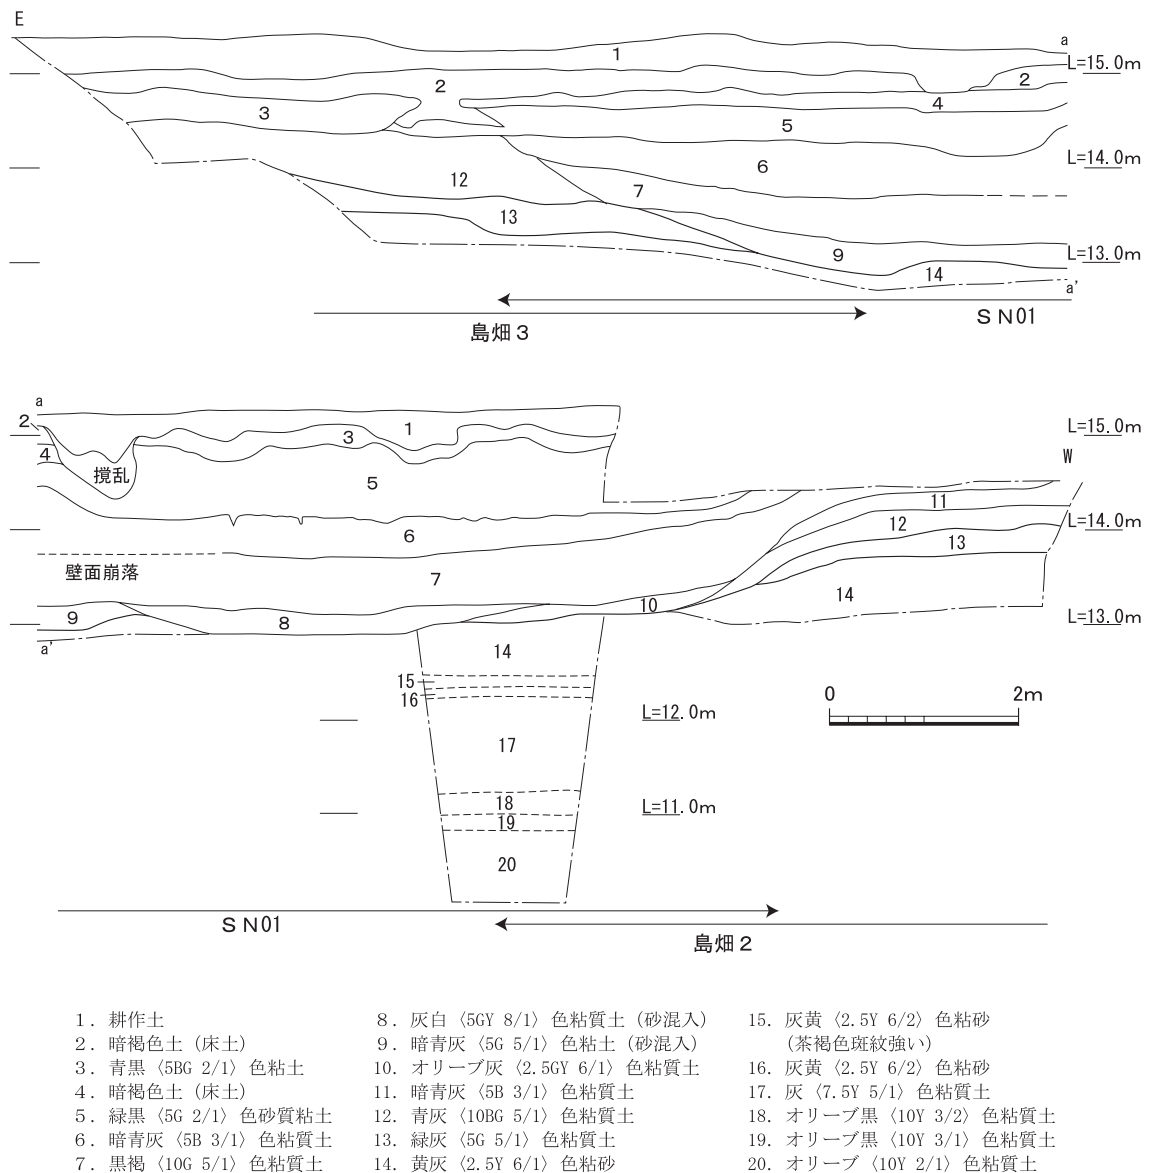 E
a
1
L=15.0m
2
2
4
3
5
L=14.0m
6
12
7
13
9
L=13.0m
14
a'
島畑３
ＳＮ01
a
2
1
L=15.0m
3
4
撹乱
W
5
11
12
L=14.0m
6
13
壁面崩落
7
14
10
9
8
L=13.0m
a'
14
15
16
0
2m
L=12.0m
17
18
L=11.0m
19
20
ＳＮ01
島畑２
1．耕作土
2．暗褐色土（床土）
3．青黒〈5BG 2/1〉色粘土
4．暗褐色土（床土）
5．緑黒〈5G 2/1〉色砂質粘土
6．暗青灰〈5B 3/1〉色粘質土
7．黒褐〈10G 5/1〉色粘質土
8．灰白〈5GY 8/1〉色粘質土（砂混入）
9．暗青灰〈5G 5/1〉色粘土（砂混入）
10．オリーブ灰〈2.5GY 6/1〉色粘質土
11．暗青灰〈5B 3/1〉色粘質土
12．青灰〈10BG 5/1〉色粘質土
13．緑灰〈5G 5/1〉色粘質土
14．黄灰〈2.5Y 6/1〉色粘砂
15．灰黄〈2.5Y 6/2〉色粘砂
（茶褐色斑紋強い）
16．灰黄〈2.5Y 6/2〉色粘砂
17．灰〈7.5Y 5/1〉色粘質土
18．オリーブ黒〈10Y 3/2〉色粘質土
19．オリーブ黒〈10Y 3/1〉色粘質土
20．オリーブ〈10Y 2/1〉色粘質土